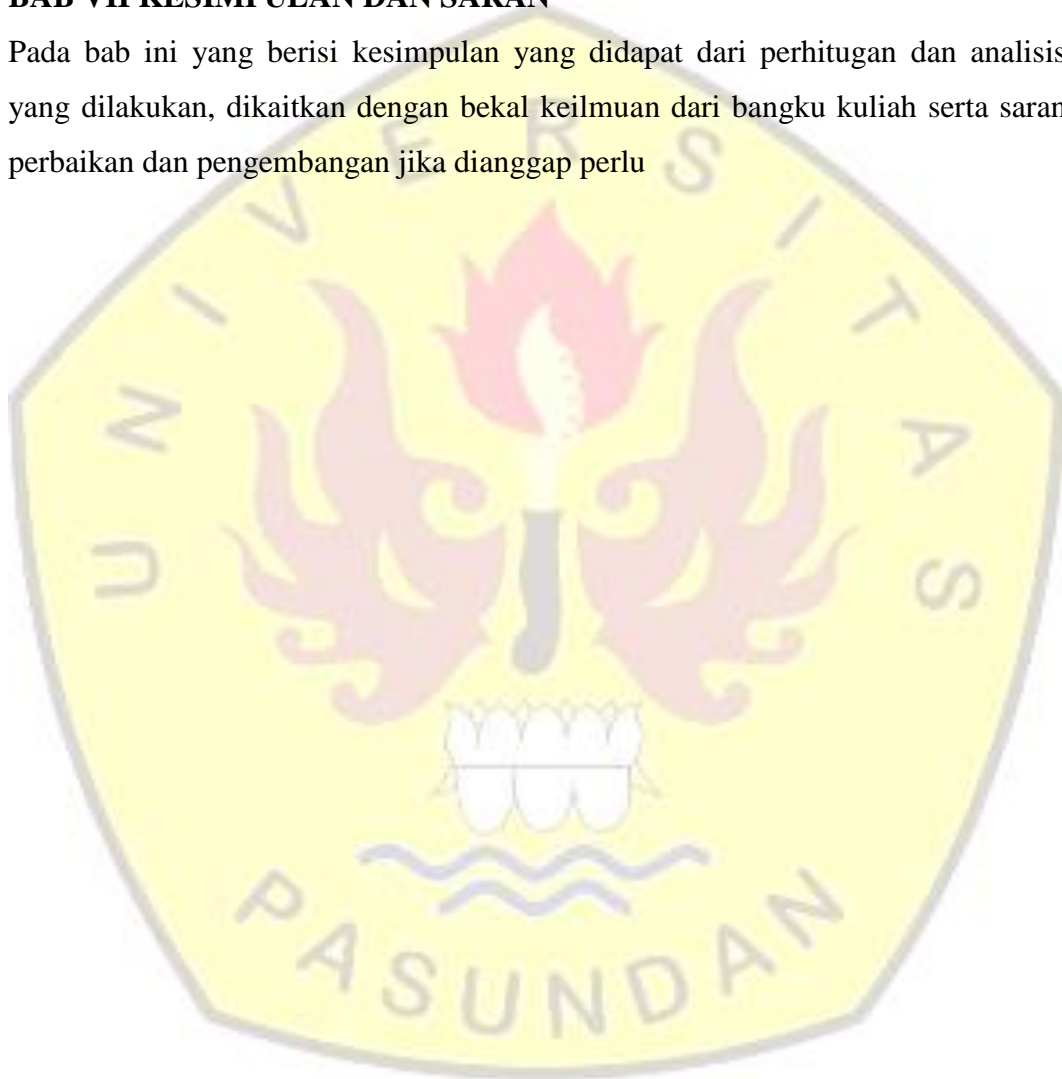 BAB VII KESIMPULAN DAN SARAN
Pada bab ini yang berisi kesimpulan yang didapat dari perhitugan dan analisis
yang dilakukan, dikaitkan dengan bekal keilmuan dari bangku kuliah serta saran
perbaikan dan pengembangan jika dianggap perlu
UNIVERSITAS
PASUNDAN